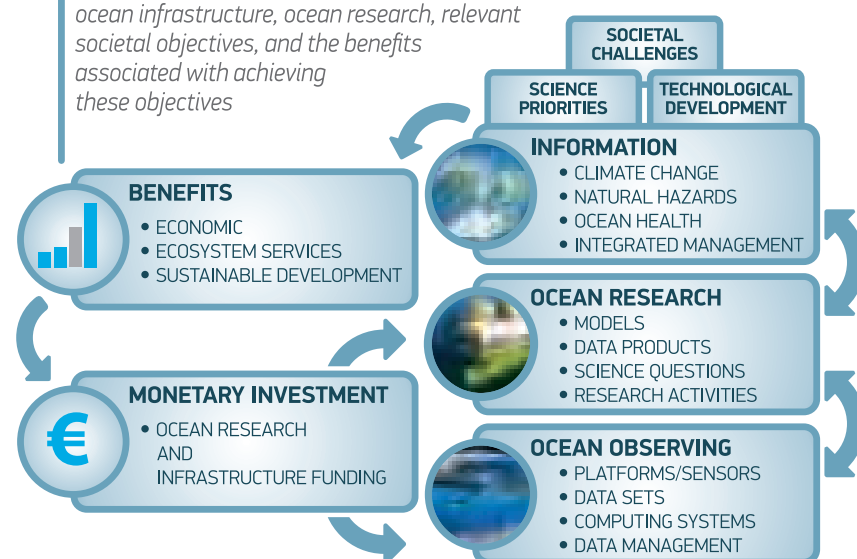 ocean infrastructure, ocean research, relevant
societal objectives, and the benefits
associated with achieving
these objectives
SOCIETAL
CHALLENGES
SCIENCE
PRIORITIES
TECHNOLOGICAL
DEVELOPMENT
INFORMATION
• CLIMATE CHANGE
• NATURAL HAZARDS
• OCEAN HEALTH
• INTEGRATED MANAGEMENT
BENEFITS
• ECONOMIC
• ECOSYSTEM SERVICES
• SUSTAINABLE DEVELOPMENT
OCEAN RESEARCH
• MODELS
• DATA PRODUCTS
• SCIENCE QUESTIONS
• RESEARCH ACTIVITIES
€
MONETARY INVESTMENT
• OCEAN RESEARCH
AND
INFRASTRUCTURE FUNDING
OCEAN OBSERVING
• PLATFORMS/SENSORS
• DATA SETS
• COMPUTING SYSTEMS
• DATA MANAGEMENT